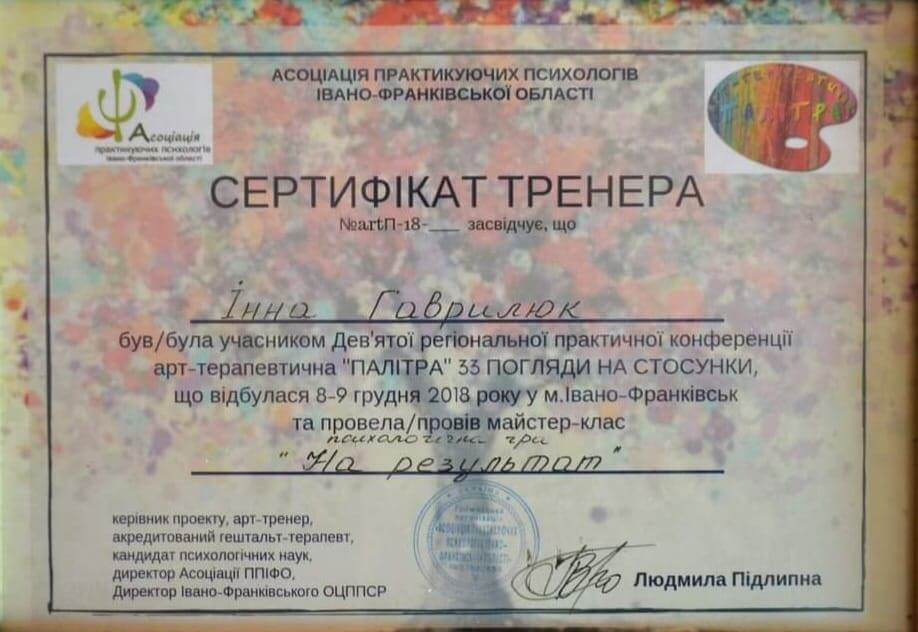 АСОЦІАЦІЯ ПРАКТИКУЮЧИХ ПСИХОЛОГІВ
ІВАНО-ФРАНКІВСЬКОЇ ОБЛАСТІ
Асоціація
практикуючих психологів
Івано-Франківської області
ПАЛІТРА
СЕРТИФІКАТ ТРЕНЕРА
№artП-18-___ засвідчує, що
Інна Гаврилюк
був/була учасником Дев'ятої регіональної практичної конференції
арт-терапевтична "ПАЛІТРА" 33 ПОГЛЯДИ НА СТОСУНКИ,
що відбулася 8-9 грудня 2018 року у м.Івано-Франківськ
та провела/провів майстер-клас
психологічна гра
"На результат"
керівник проекту, арт-тренер,
акредитований гештальт-терапевт,
кандидат психологічних наук,
директор Асоціації ППІФО,
Директор Івано-Франківського ОЦППСР
Людмила Підлипна